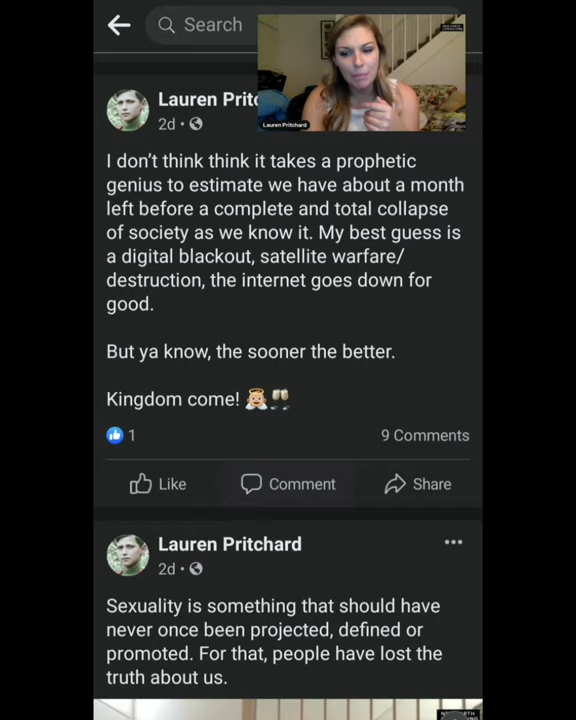 Search
Lauren Pritc
2d
Lauren Pritchard
I don't think think it takes a prophetic
genius to estimate we have about a month
left before a complete and total collapse
of society as we know it. My best guess is
a digital blackout, satellite warfare/
destruction, the internet goes down for
good.
But ya know, the sooner the better.
Kingdom come!
1
9 Comments
Like
Comment
Share
Lauren Pritchard
2d
Sexuality is something that should have
never once been projected, defined or
promoted. For that, people have lost the
truth about us.